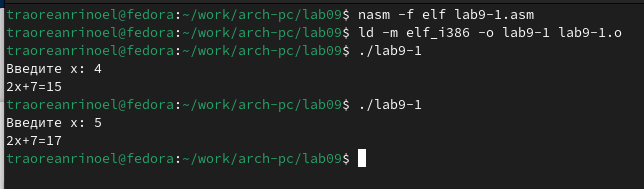 traoreanrinoel@fedora:~/work/arch-pc/lab09$ nasm -f elf lab9-1.asm
traoreanrinoel@fedora:~/work/arch-pc/lab09$ ld -m elf_i386 -o lab9-1 lab9-1.o
traoreanrinoel@fedora:~/work/arch-pc/lab09$ ./lab9-1
Введите x: 4
2x+7=15
traoreanrinoel@fedora:~/work/arch-pc/lab09$ ./lab9-1
Введите x: 5
2x+7=17
traoreanrinoel@fedora:~/work/arch-pc/lab09$